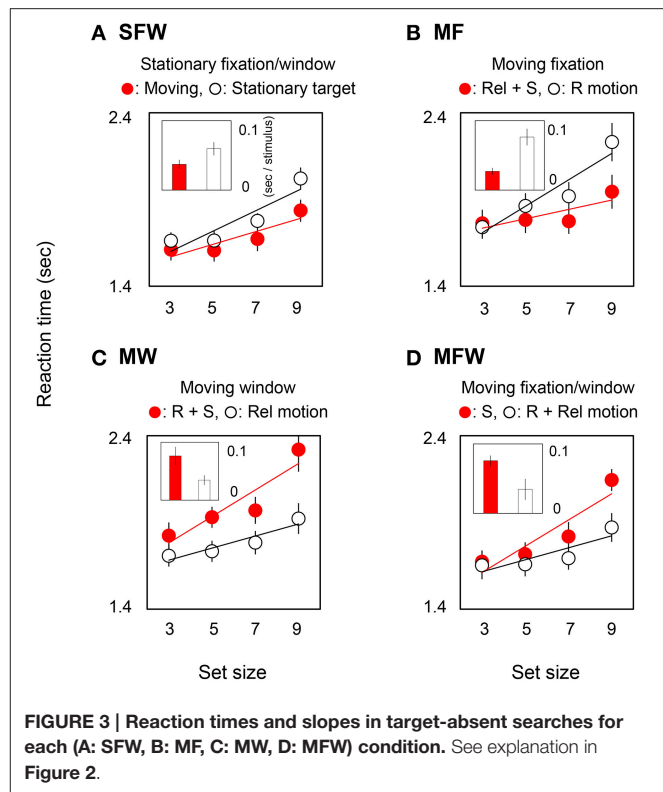 A SFW
Stationary fixation/window
●: Moving, ○: Stationary target
2.4
0.1
0
(sec / stimulus)
1.4
3 5 7 9
B MF
Moving fixation
●: Rel + S, ○: R motion
2.4
0.1
0
1.4
3 5 7 9
Reaction time (sec)
C MW
Moving window
●: R + S, ○: Rel motion
2.4
0.1
0
1.4
3 5 7 9
Set size
D MFW
Moving fixation/window
●: S, ○: R + Rel motion
2.4
0.1
0
1.4
3 5 7 9
Set size
FIGURE 3 | Reaction times and slopes in target-absent searches for
each (A: SFW, B: MF, C: MW, D: MFW) condition. See explanation in
Figure 2.